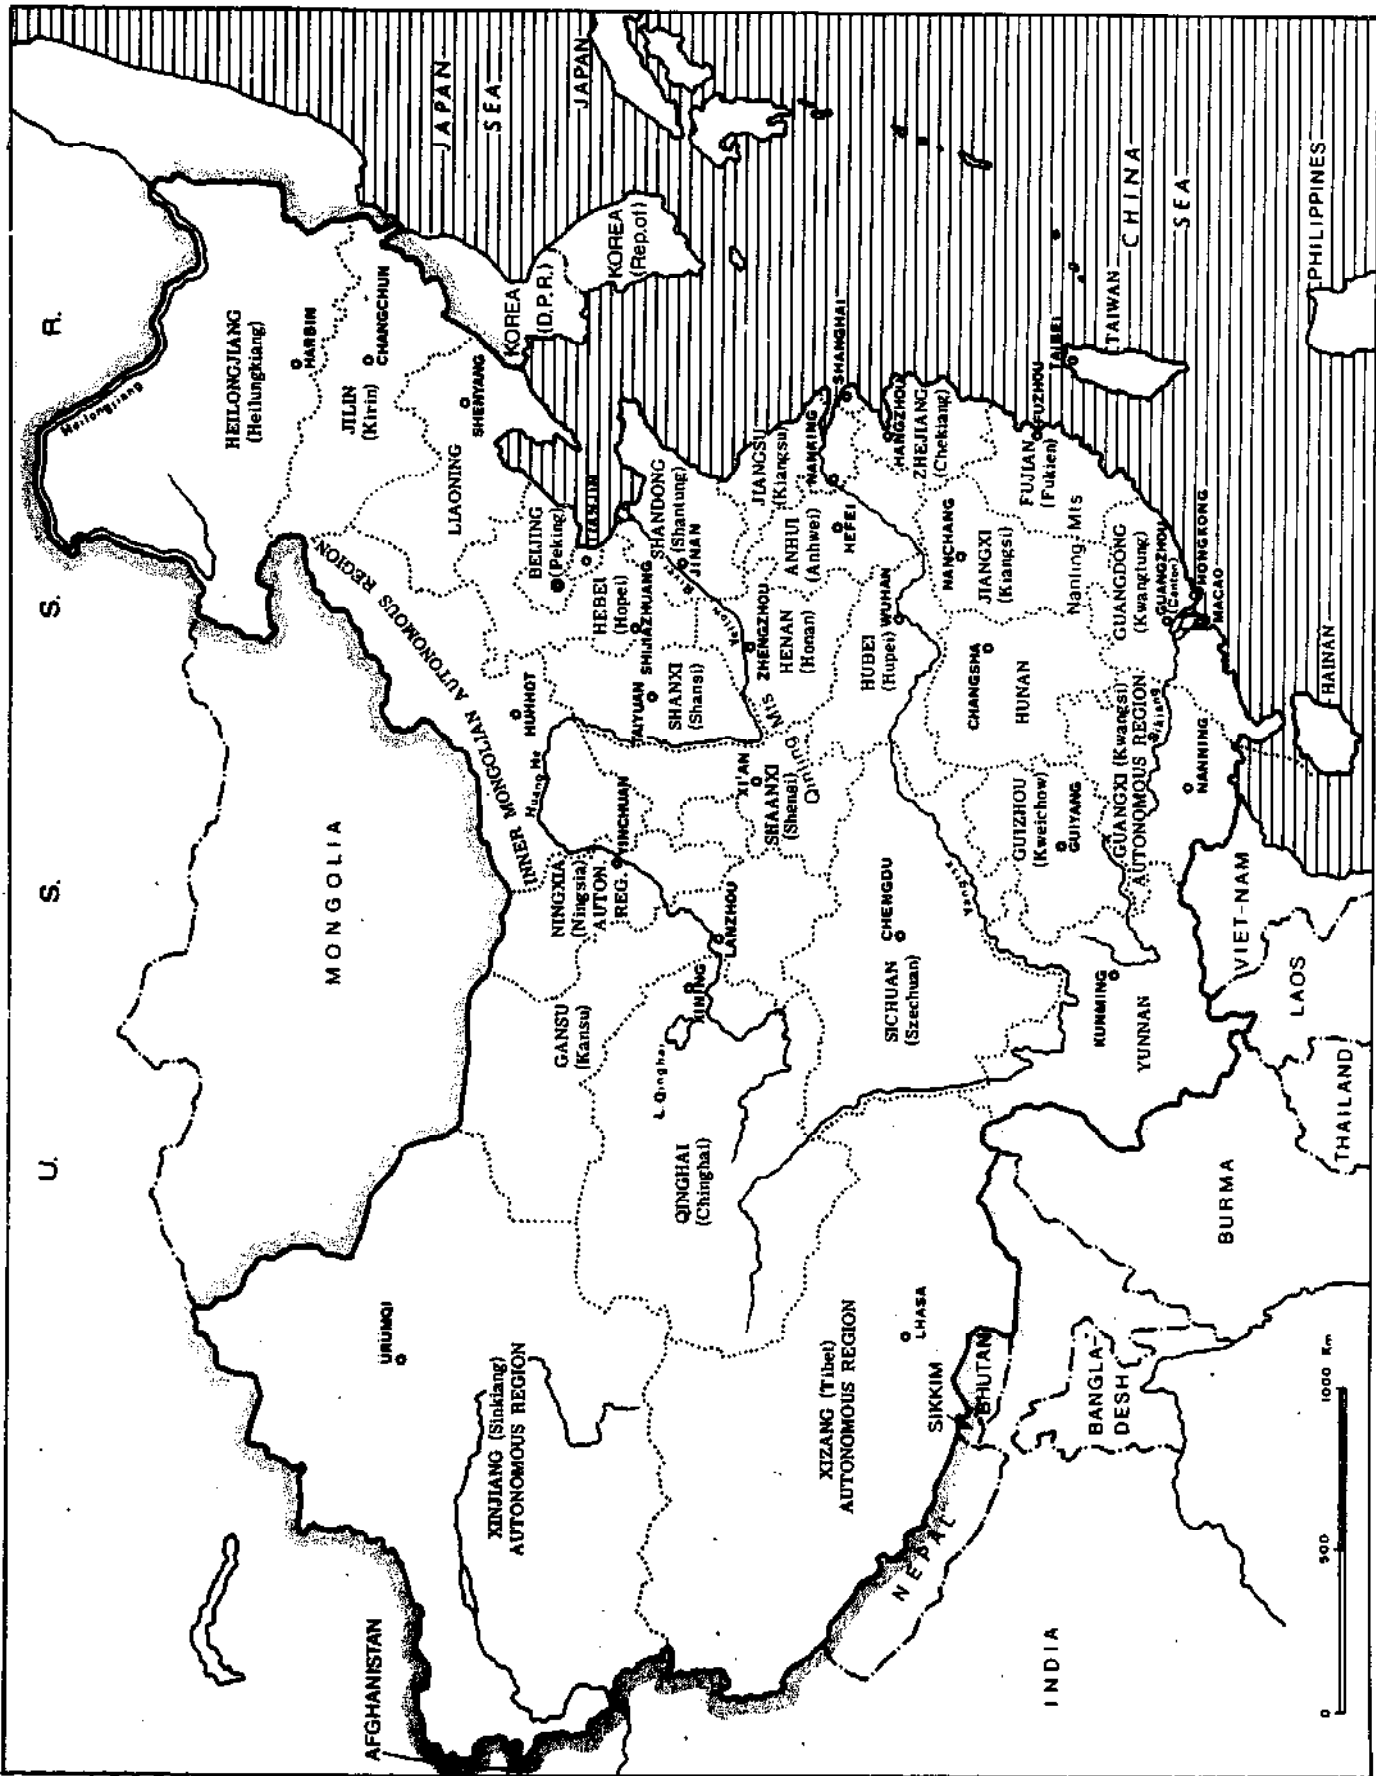 U.
S.
S.
R.
Heilongjiang
HEILONGJIANG
(Heilungkiang)
HARBIN
JILIN
(Kirin)
CHANGCHUN
LIAONING
SHENYANG
JAPAN
SEA
JAPAN
KOREA
(D.P.R.)
KOREA
(Rep.of)
MONGOLIA
INNER MONGOLIAN AUTONOMOUS REGION
HUHHOT
Huang He
BEIJING
(Peking)
TIANJIN
HEBEI
(Hopei)
SHIJIAZHUANG
SHANDONG
(Shantung)
JINAN
Yellow River
TAIYUAN
SHANXI
(Shansi)
NINGXIA
(Ningsia)
AUTON.
REG.
YINCHUAN
GANSU
(Kansu)
LANZHOU
XINING
L. Qinghai
QINGHAI
(Chinghai)
AFGHANISTAN
URUMQI
XINJIANG (Sinkiang)
AUTONOMOUS REGION
XI'AN
SHAANXI
(Shensi)
Qinling Mts
ZHENGZHOU
HENAN
(Honan)
JIANGSU
(Kiangsu)
NANKING
SHANGHAI
ANHUI
(Anhwei)
HEFEI
HUBEI
(Hupei)
WUHAN
HANGZHOU
ZHEJIANG
(Chekiang)
XIZANG (Tibet)
AUTONOMOUS REGION
LHASA
SICHUAN
(Szechuan)
CHENGDU
Yangtze
CHANGSHA
HUNAN
NANCHANG
JIANGXI
(Kiangsi)
FUJIAN
(Fukien)
FUZHOU
TAIBEI
TAIWAN
CHINA
SEA
GUIZHOU
(Kweichow)
GUIYANG
Nanling Mts
GUANGDONG
(Kwangtung)
GUANGZHOU
(Canton)
HONGKONG
MACAO
GUANGXI (Kwangsi)
AUTONOMOUS REGION
Xijiang
NANNING
KUNMING
YUNNAN
HAINAN
PHILIPPINES
VIET-NAM
LAOS
THAILAND
BURMA
SIKKIM
BHUTAN
BANGLA-
DESH
NEPAL
INDIA
0 500 1000 Km